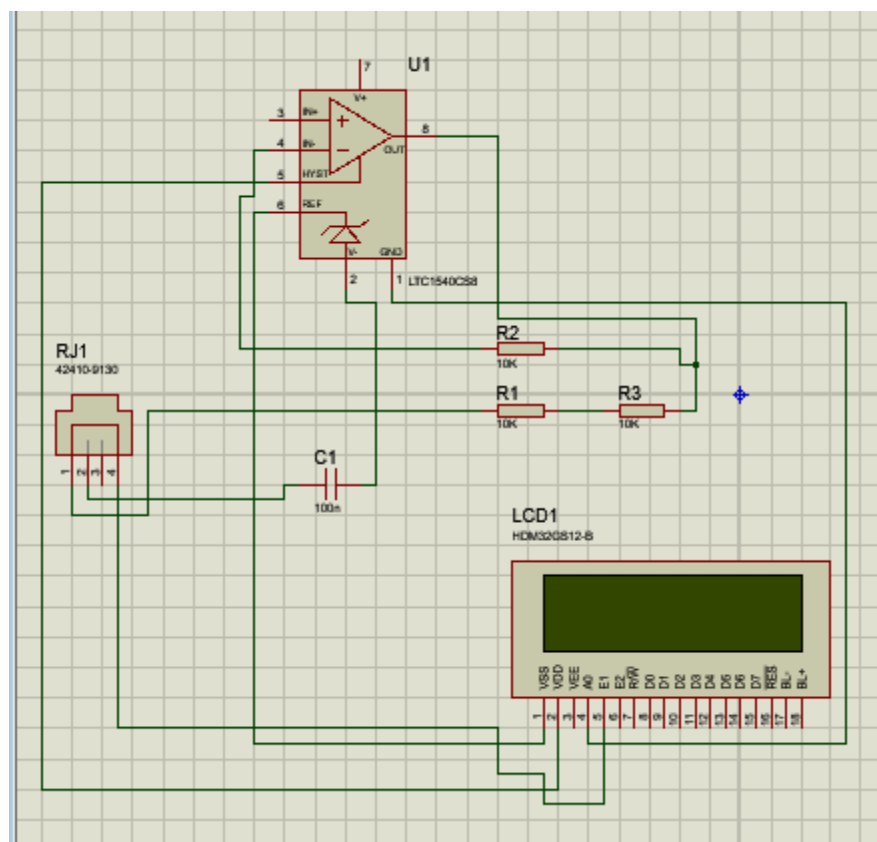 U1
7
V+
3
IN+
4
IN-
8
OUT
5
HYST
6
REF
V-
GND
2
1
LTC1540CS8
R2
10K
RJ1
42410-9130
R1
10K
R3
10K
1
2
3
4
C1
100n
LCD1
HDM32GS12-B
VSS
VDD
VEE
A0
E1
E2
R/W
D0
D1
D2
D3
D4
D5
D6
D7
RES
BL-
BL+
1
2
3
4
5
6
7
8
9
10
11
12
13
14
15
16
17
18